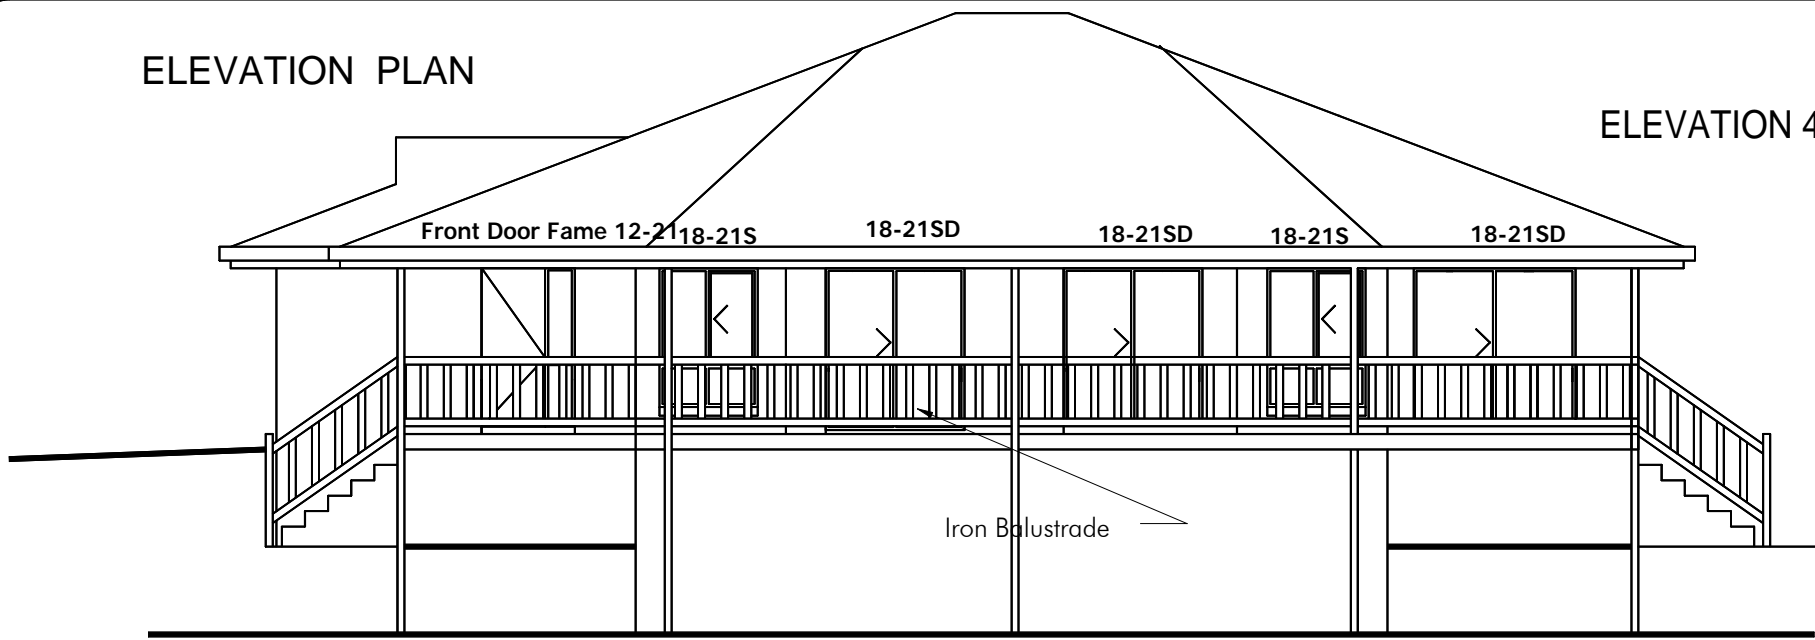 ELEVATION PLAN
ELEVATION 4
Front Door Fame 12-21
18-21S
18-21SD
18-21SD
18-21S
18-21SD
Iron Balustrade